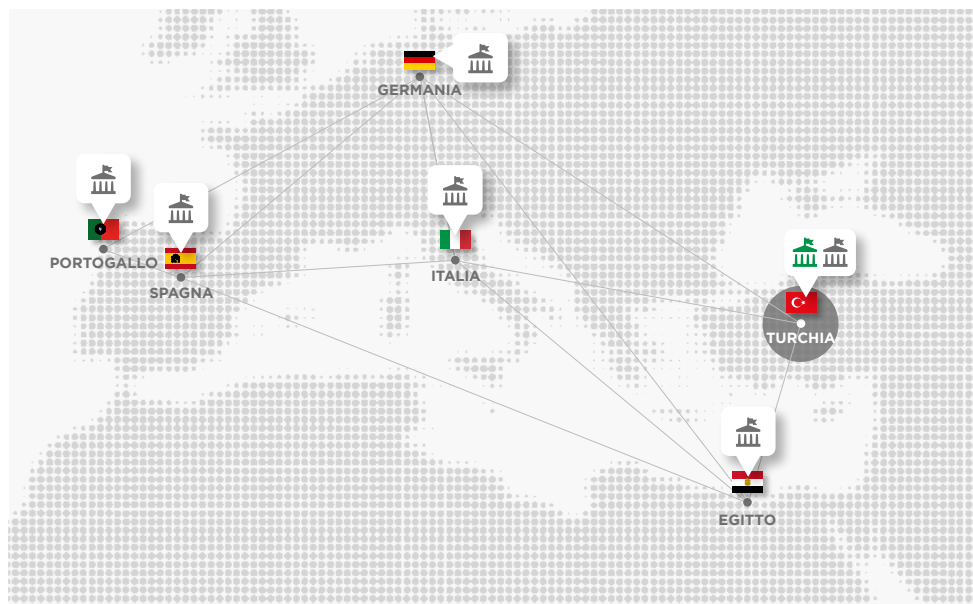 GERMANIA
PORTOGALLO
SPAGNA
ITALIA
TURCHIA
EGITTO